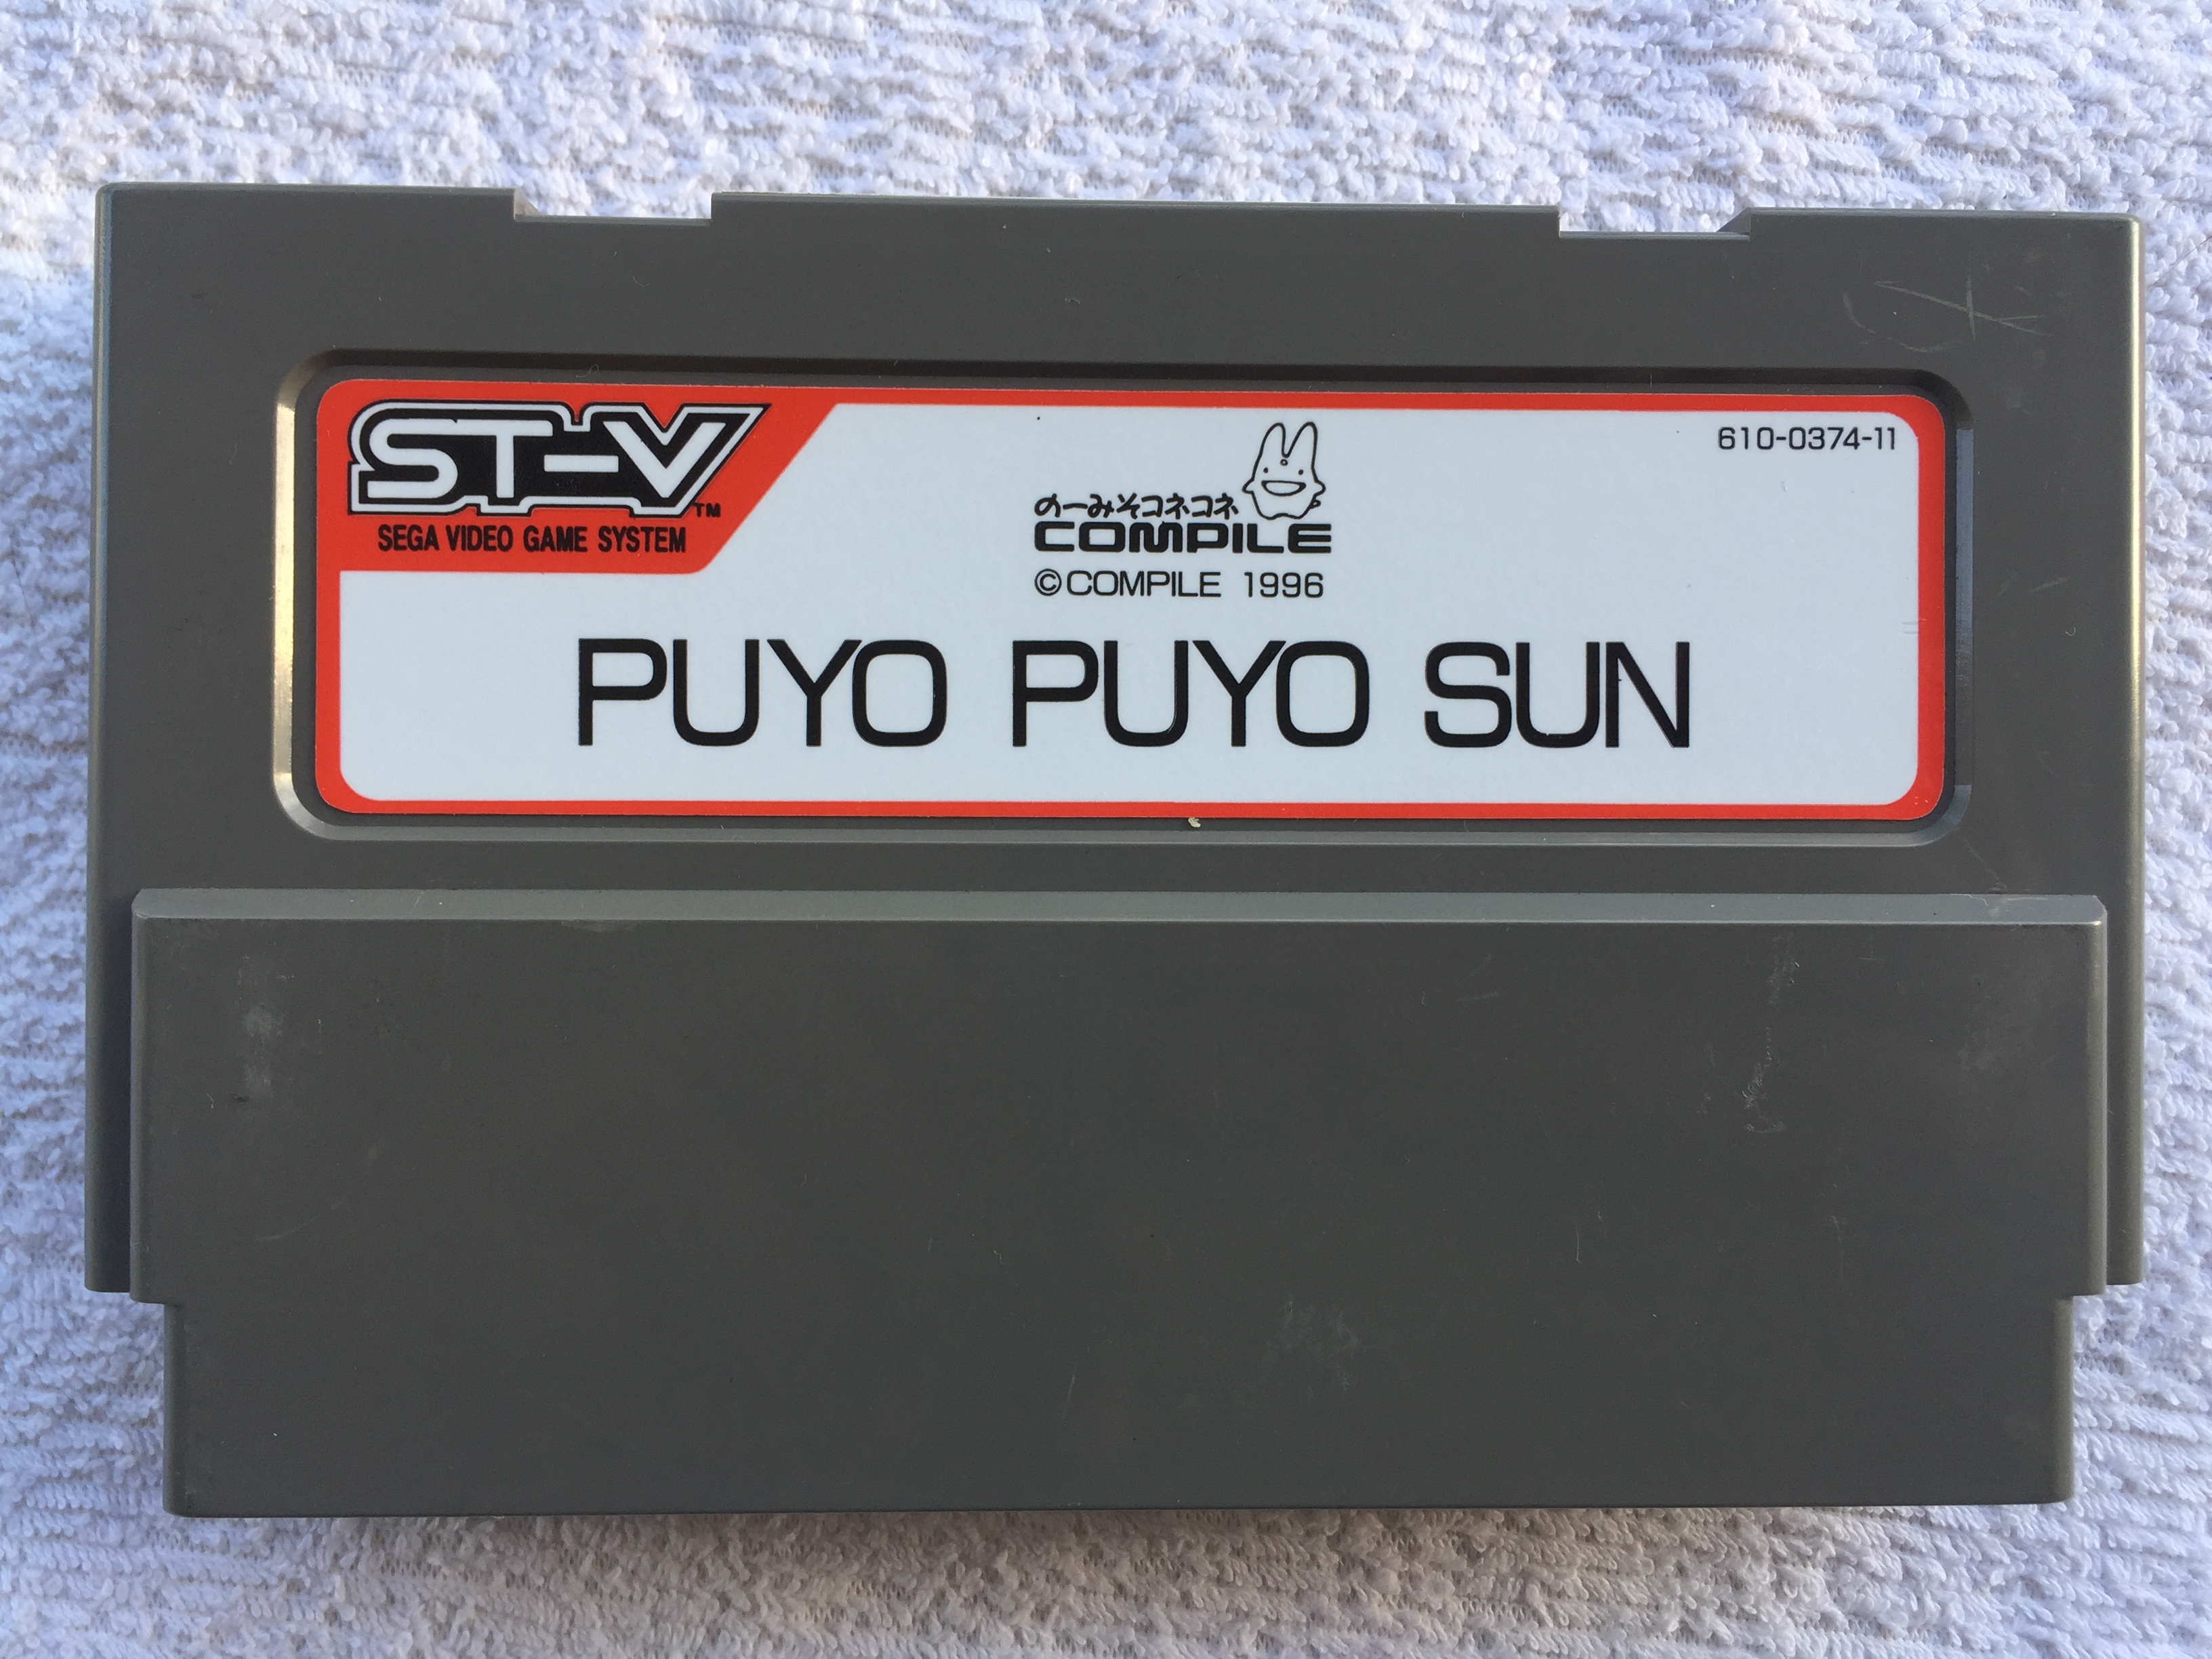 ST-V™
SEGA VIDEO GAME SYSTEM
610-0374-11
のーみそコネコネ
COMPILE
©COMPILE 1996
PUYO PUYO SUN